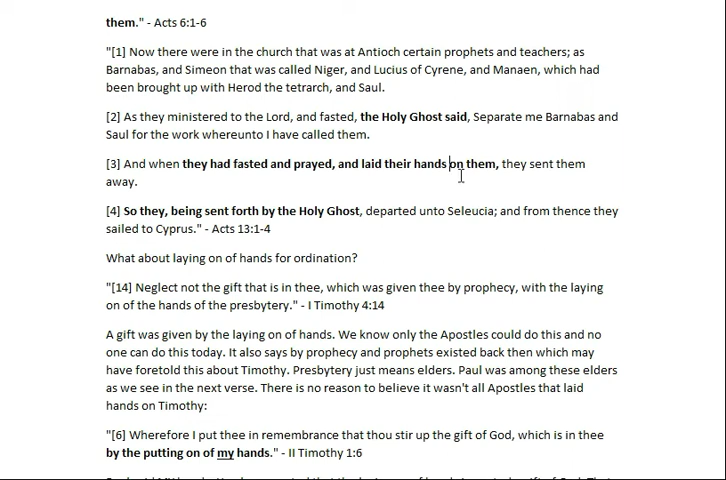 them." - Acts 6:1-6
"[1] Now there were in the church that was at Antioch certain prophets and teachers; as
Barnabas, and Simeon that was called Niger, and Lucius of Cyrene, and Manaen, which had
been brought up with Herod the tetrarch, and Saul.
[2] As they ministered to the Lord, and fasted, the Holy Ghost said, Separate me Barnabas and
Saul for the work whereunto I have called them.
[3] And when they had fasted and prayed, and laid their hands on them, they sent them
away.
[4] So they, being sent forth by the Holy Ghost, departed unto Seleucia; and from thence they
sailed to Cyprus." - Acts 13:1-4
What about laying on of hands for ordination?
"[14] Neglect not the gift that is in thee, which was given thee by prophecy, with the laying
on of the hands of the presbytery." - I Timothy 4:14
A gift was given by the laying on of hands. We know only the Apostles could do this and no
one can do this today. It also says by prophecy and prophets existed back then which may
have foretold this about Timothy. Presbytery just means elders. Paul was among these elders
as we see in the next verse. There is no reason to believe it wasn't all Apostles that laid
hands on Timothy:
"[6] Wherefore I put thee in remembrance that thou stir up the gift of God, which is in thee
by the putting on of my hands." - II Timothy 1:6